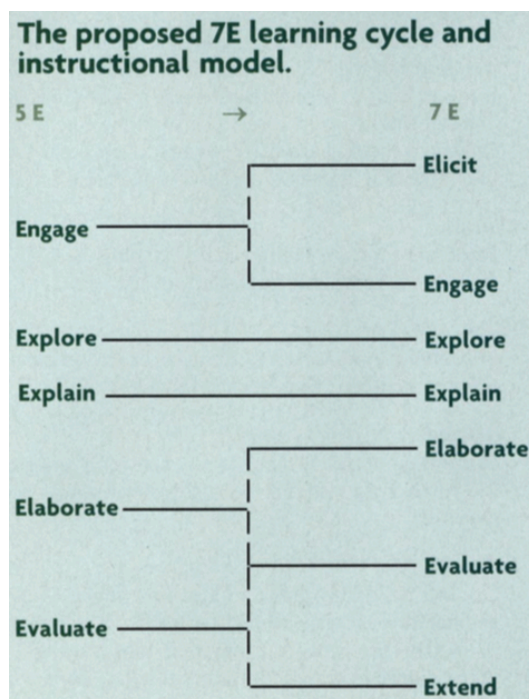 The proposed 7E learning cycle and
instructional model.
5 E → 7 E
Elicit
Engage
Engage
Explore Explore
Explain Explain
Elaborate
Elaborate
Evaluate
Evaluate
Extend